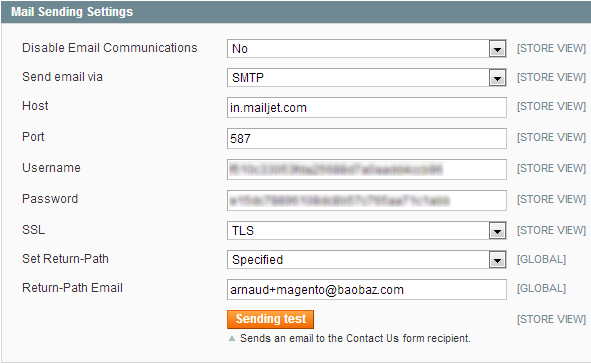 Mail Sending Settings
Disable Email Communications No [STORE VIEW]
Send email via SMTP [STORE VIEW]
Host in.mailjet.com [STORE VIEW]
Port 587 [STORE VIEW]
Username [STORE VIEW]
Password [STORE VIEW]
SSL TLS [STORE VIEW]
Set Return-Path Specified [GLOBAL]
Return-Path Email arnaud+magento@baobaz.com [GLOBAL]
Sending test [STORE VIEW]
Sends an email to the Contact Us form recipient.